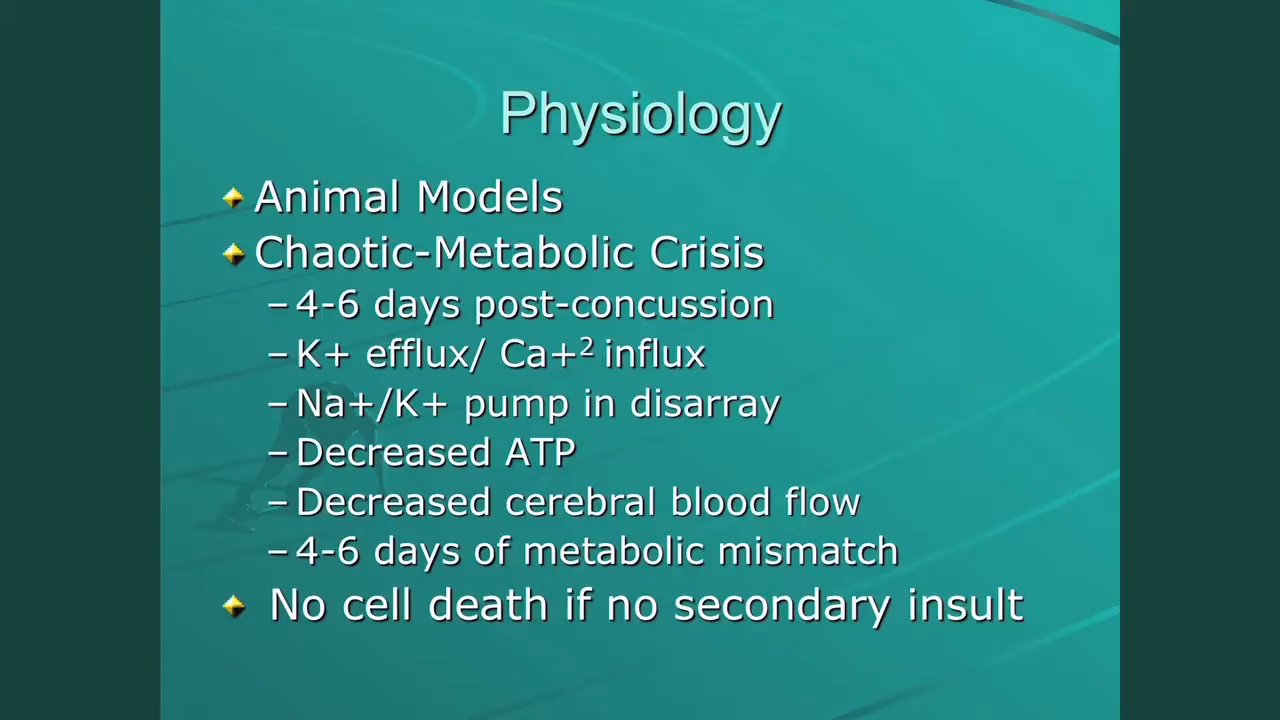 Physiology
Animal Models
Chaotic-Metabolic Crisis
–4-6 days post-concussion
–K+ efflux/ Ca+² influx
–Na+/K+ pump in disarray
–Decreased ATP
–Decreased cerebral blood flow
–4-6 days of metabolic mismatch
No cell death if no secondary insult